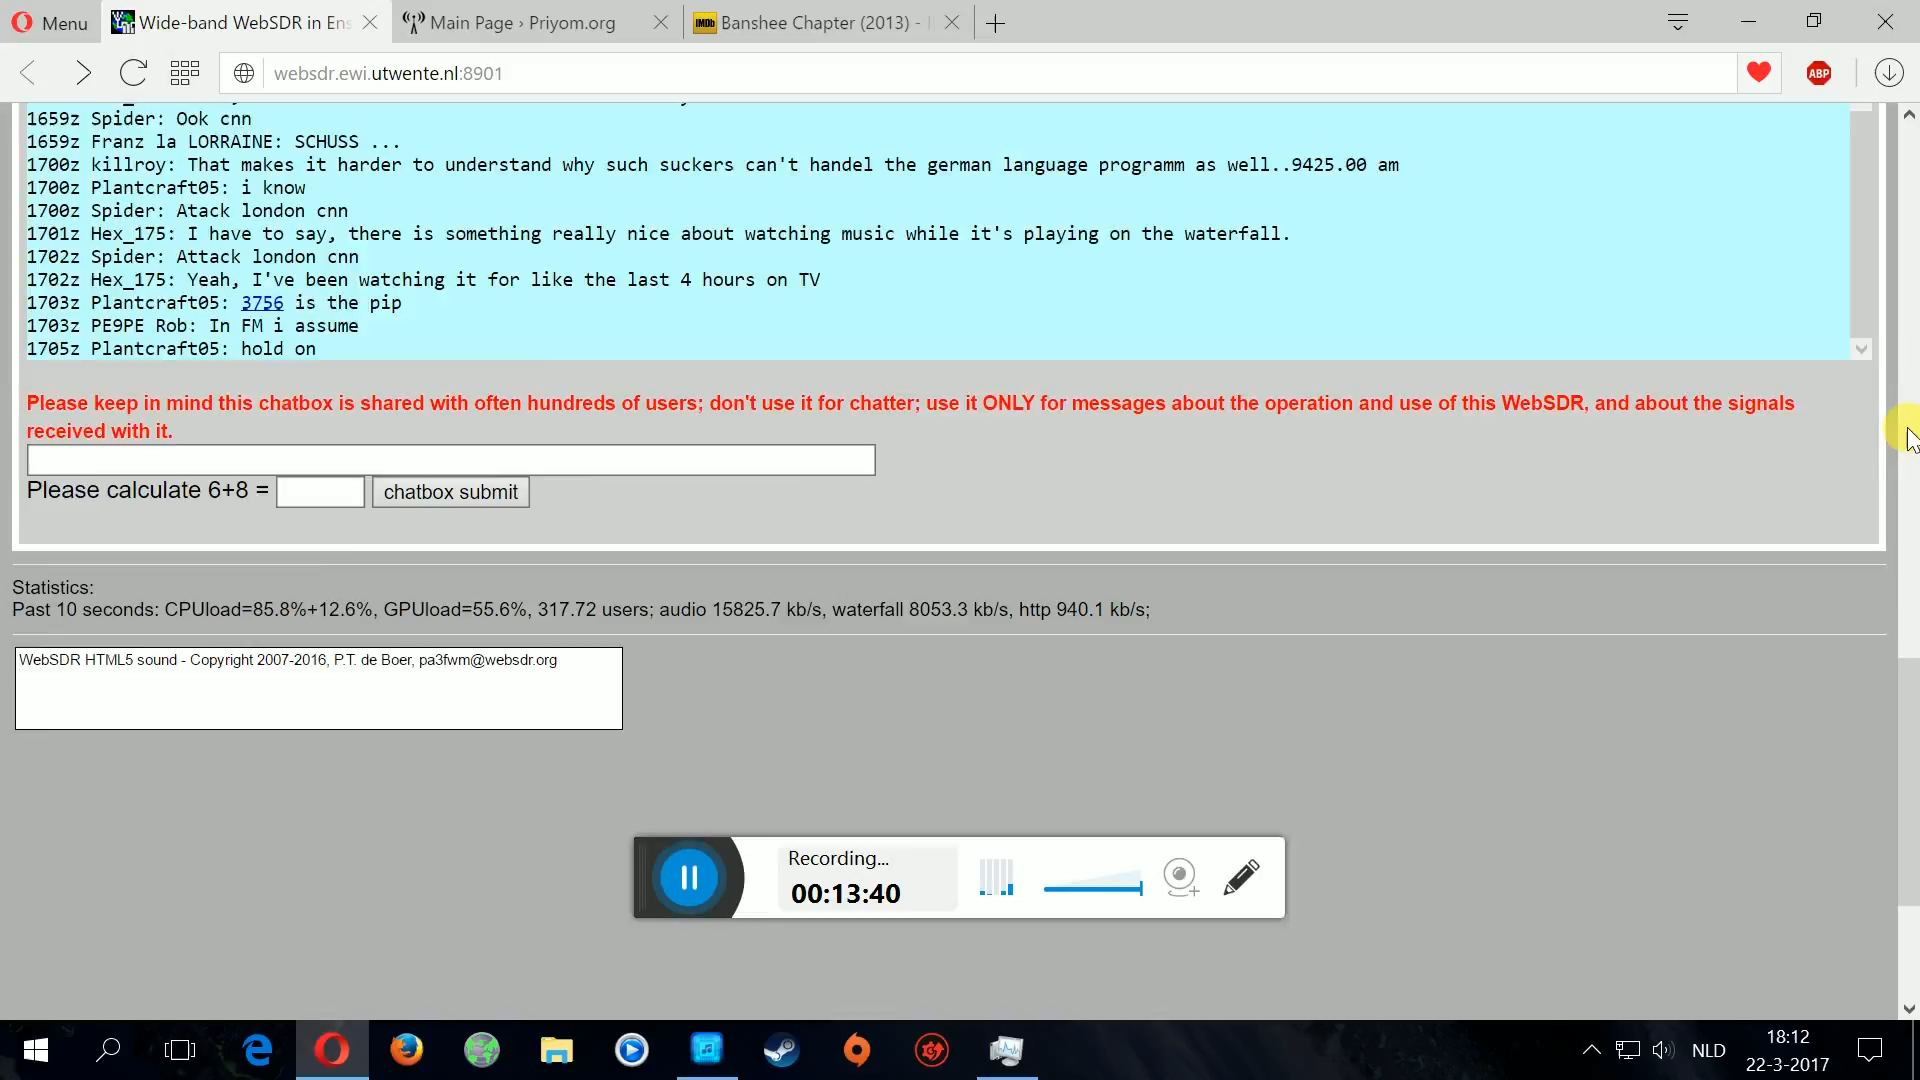 Menu
Wide-band WebSDR in Ens
Main Page › Priyom.org
IMDb
Banshee Chapter (2013) -
websdr.ewi.utwente.nl:8901
ABP
1659z Spider: Ook cnn
1659z Franz la LORRAINE: SCHUSS ...
1700z killroy: That makes it harder to understand why such suckers can't handel the german language programm as well..9425.00 am
1700z Plantcraft05: i know
1700z Spider: Atack london cnn
1701z Hex_175: I have to say, there is something really nice about watching music while it's playing on the waterfall.
1702z Spider: Attack london cnn
1702z Hex_175: Yeah, I've been watching it for like the last 4 hours on TV
1703z Plantcraft05: 3756 is the pip
1703z PE9PE Rob: In FM i assume
1705z Plantcraft05: hold on
Please keep in mind this chatbox is shared with often hundreds of users; don't use it for chatter; use it ONLY for messages about the operation and use of this WebSDR, and about the signals
received with it.
Please calculate 6+8 =
chatbox submit
Statistics:
Past 10 seconds: CPUload=85.8%+12.6%, GPUload=55.6%, 317.72 users; audio 15825.7 kb/s, waterfall 8053.3 kb/s, http 940.1 kb/s;
WebSDR HTML5 sound - Copyright 2007-2016, P.T. de Boer, pa3fwm@websdr.org
Recording...
00:13:40
NLD
18:12
22-3-2017